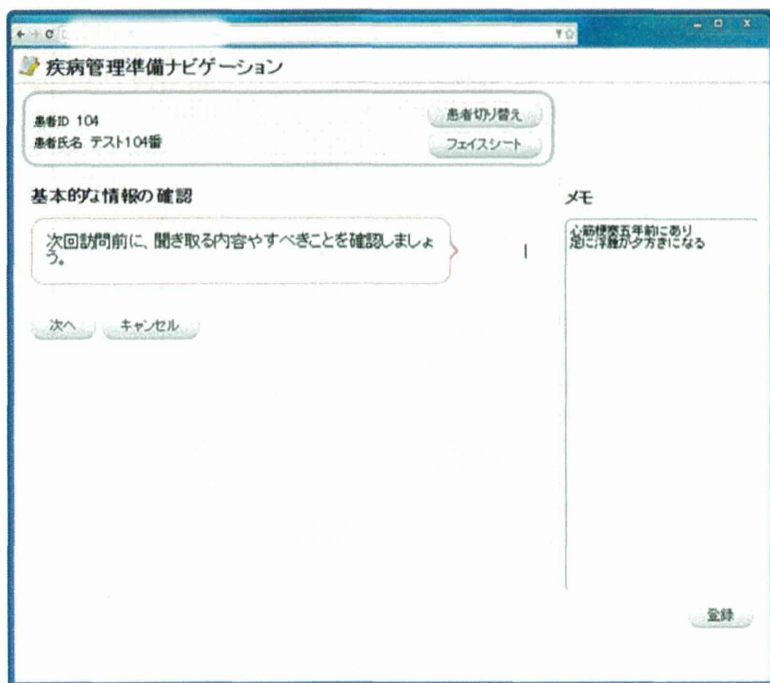 疾病管理準備ナビゲーション
患者ID 104
患者氏名 テスト104番
患者切り替え
フェイスシート
基本的な情報の確認
次回訪問前に、聞き取る内容やすべきことを確認しましょ
う。
次へ
キャンセル
メモ
心筋梗塞五年前にあり
足に浮腫が夕方きになる
登録